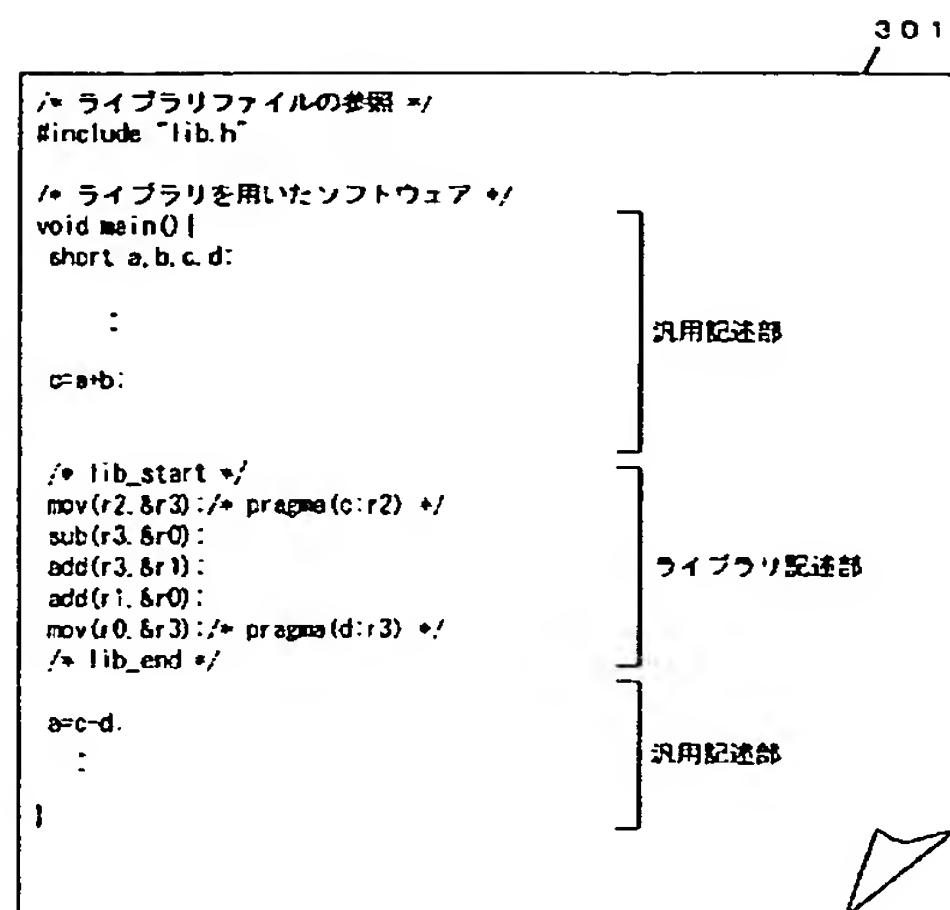 301
/* ライブラリファイルの参照 */
#include "lib.h"
/* ライブラリを用いたソフトウェア */
void main(){
short a,b,c,d;
:
c=a+b;
汎用記述部
/* lib_start */
mov(r2,&r3);/* pragma(c:r2) */
sub(r3,&r0);
add(r3,&r1);
add(r1,&r0);
mov(r0,&r3);/* pragma(d:r3) */
/* lib_end */
ライブラリ記述部
a=c-d;
:
}
汎用記述部